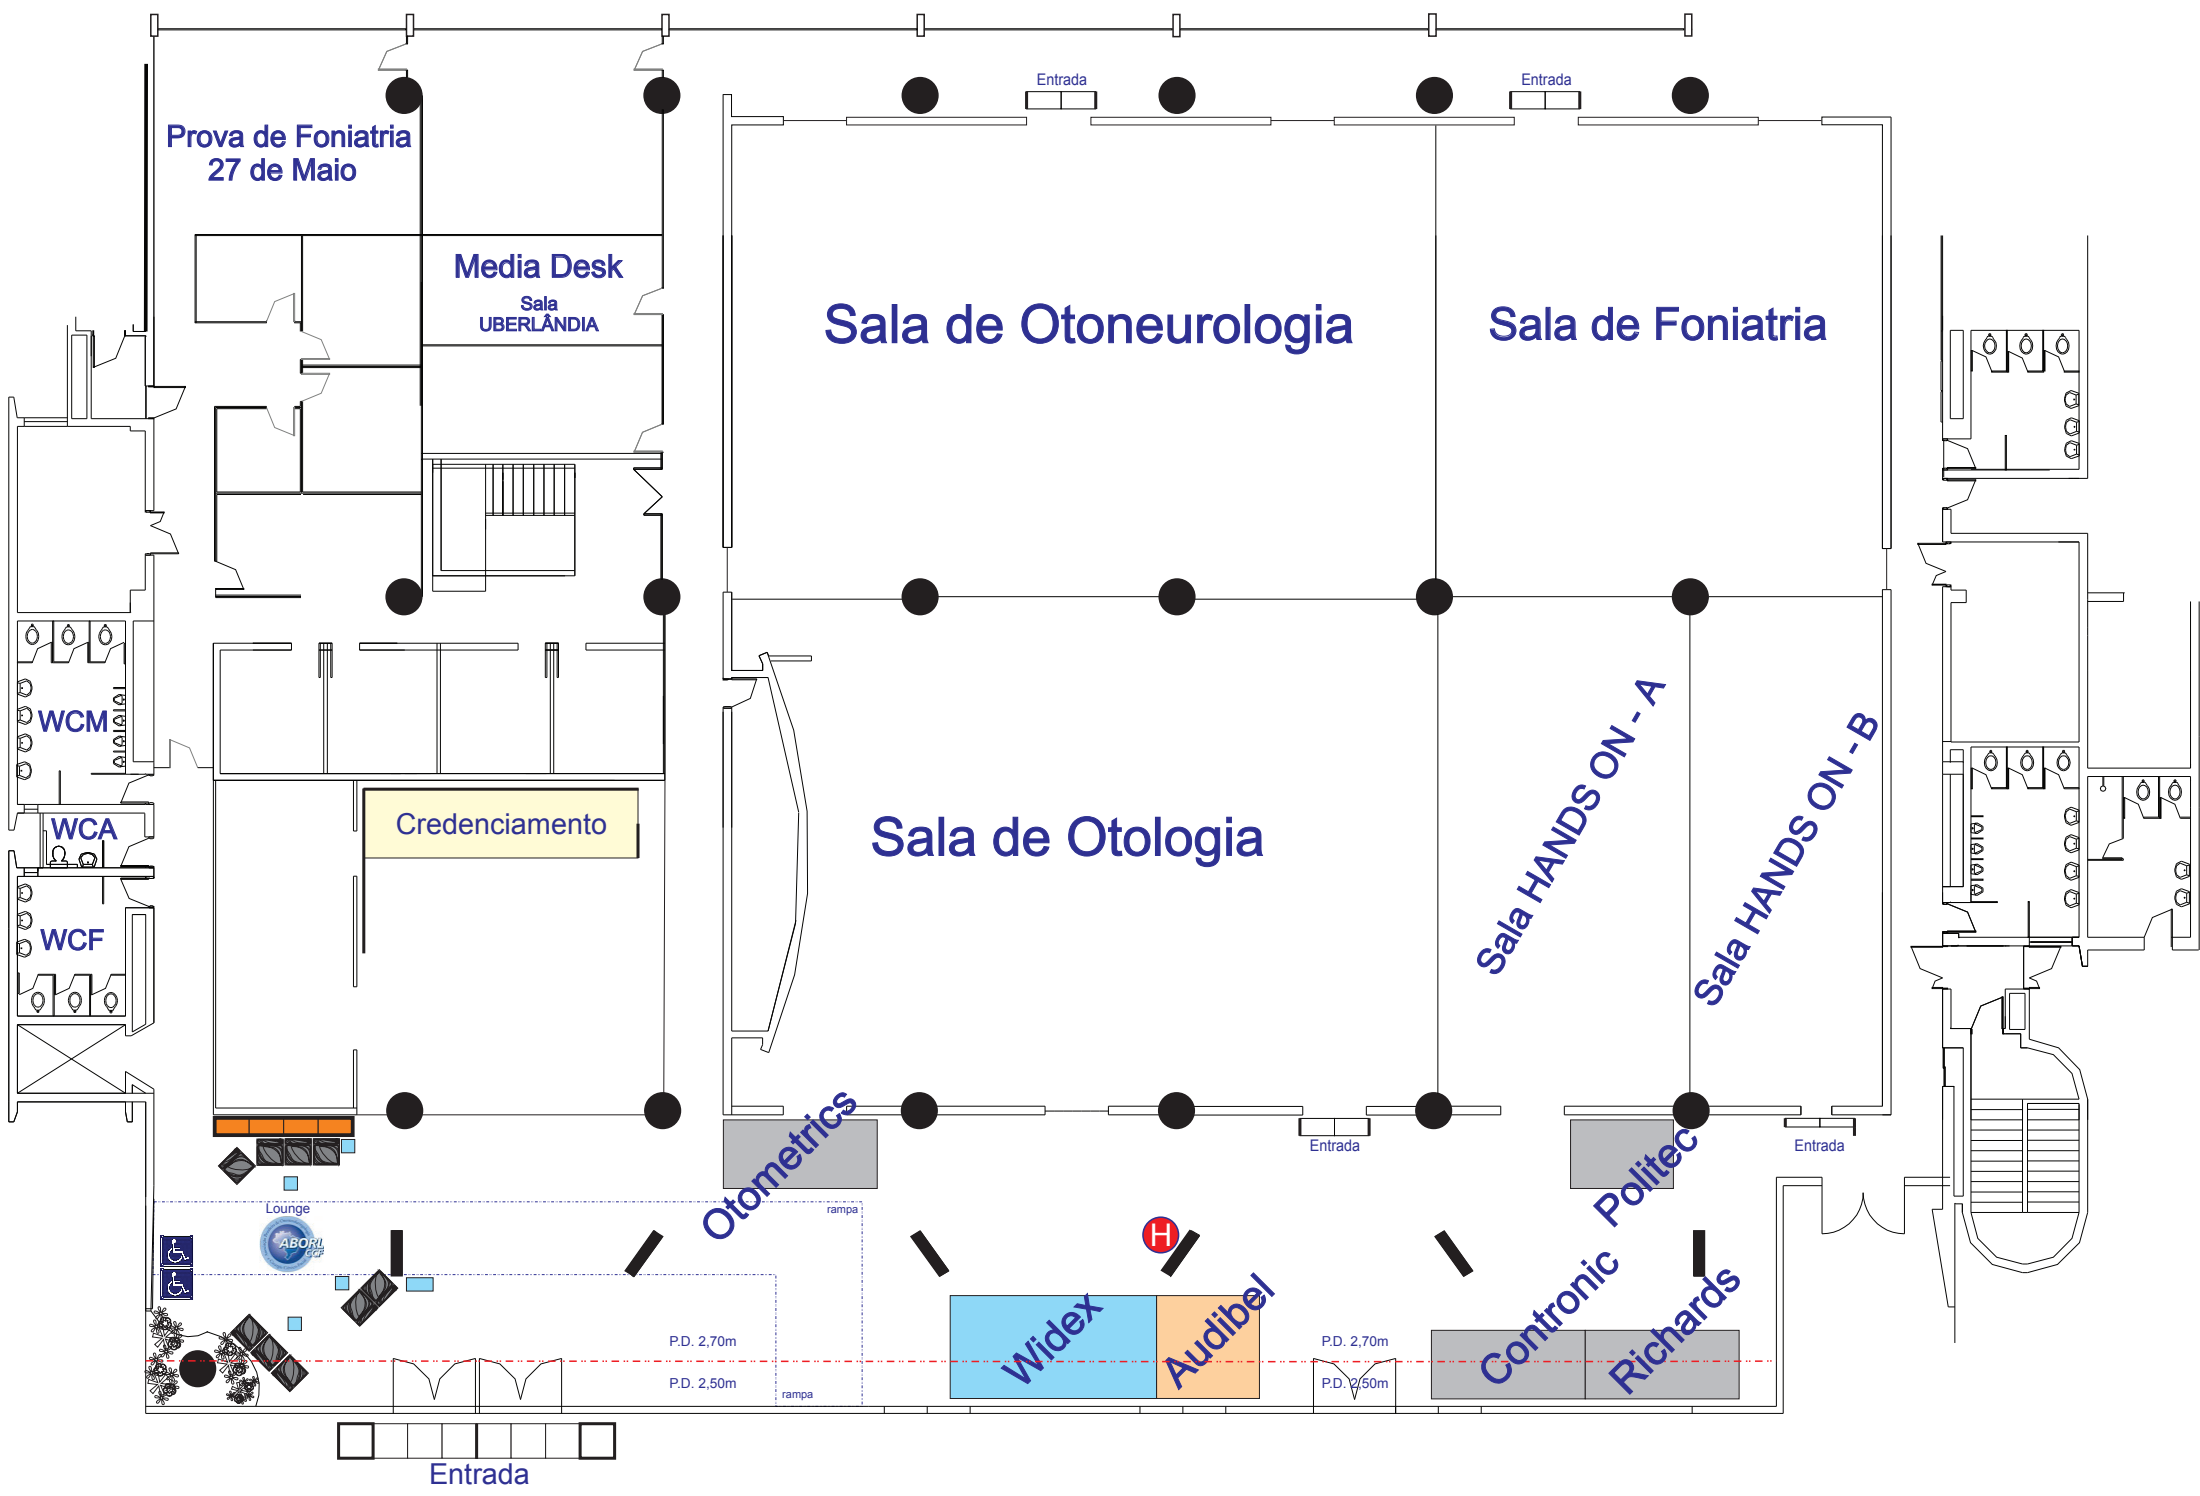 Entrada
Entrada
Prova de Foniatria
27 de Maio
Media Desk
Sala
UBERLÂNDIA
Sala de Otoneurologia
Sala de Foniatria
WCM
WCA
WCF
Credenciamento
Sala de Otologia
Sala HANDS ON - A
Sala HANDS ON - B
Otometrics
Entrada
Politec
Entrada
Lounge
rampa
ABORL
CCF
H
Widex
Audibel
Contronic
Richards
P.D. 2,70m
P.D. 2,70m
P.D. 2,50m
P.D. 2,50m
rampa
Entrada